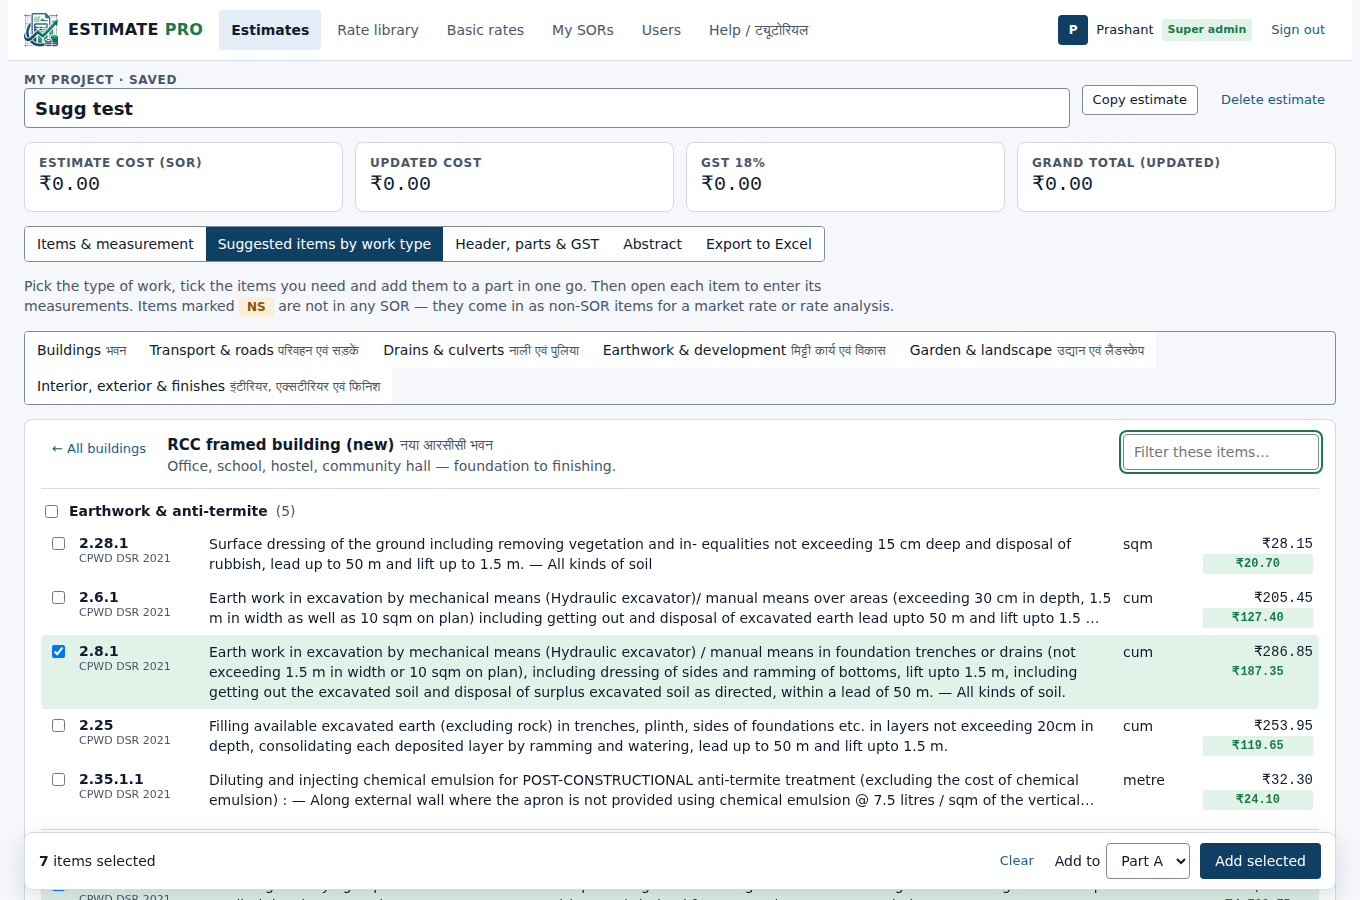 ESTIMATE PRO
Estimates
Rate library
Basic rates
My SORs
Users
Help / ट्यूटोरियल
P
Prashant
Super admin
Sign out
MY PROJECT · SAVED
Sugg test
Copy estimate
Delete estimate
ESTIMATE COST (SOR)
₹0.00
UPDATED COST
₹0.00
GST 18%
₹0.00
GRAND TOTAL (UPDATED)
₹0.00
Items & measurement
Suggested items by work type
Header, parts & GST
Abstract
Export to Excel
Pick the type of work, tick the items you need and add them to a part in one go. Then open each item to enter its
measurements. Items marked NS are not in any SOR — they come in as non-SOR items for a market rate or rate analysis.
Buildings भवन
Transport & roads परिवहन एवं सड़कें
Drains & culverts नाली एवं पुलिया
Earthwork & development मिट्टी कार्य एवं विकास
Garden & landscape उद्यान एवं लैंडस्केप
Interior, exterior & finishes इंटीरियर, एक्सटीरियर एवं फिनिश
← All buildings
RCC framed building (new) नया आरसीसी भवन
Office, school, hostel, community hall — foundation to finishing.
Filter these items…
Earthwork & anti-termite (5)
2.28.1
CPWD DSR 2021
Surface dressing of the ground including removing vegetation and in- equalities not exceeding 15 cm deep and disposal of
rubbish, lead up to 50 m and lift up to 1.5 m. — All kinds of soil
sqm
₹28.15
₹20.70
2.6.1
CPWD DSR 2021
Earth work in excavation by mechanical means (Hydraulic excavator)/ manual means over areas (exceeding 30 cm in depth, 1.5
m in width as well as 10 sqm on plan) including getting out and disposal of excavated earth lead upto 50 m and lift upto 1.5 …
cum
₹205.45
₹127.40
2.8.1
CPWD DSR 2021
Earth work in excavation by mechanical means (Hydraulic excavator) / manual means in foundation trenches or drains (not
exceeding 1.5 m in width or 10 sqm on plan), including dressing of sides and ramming of bottoms, lift upto 1.5 m, including
getting out the excavated soil and disposal of surplus excavated soil as directed, within a lead of 50 m. — All kinds of soil.
cum
₹286.85
₹187.35
2.25
CPWD DSR 2021
Filling available excavated earth (excluding rock) in trenches, plinth, sides of foundations etc. in layers not exceeding 20cm in
depth, consolidating each deposited layer by ramming and watering, lead up to 50 m and lift upto 1.5 m.
cum
₹253.95
₹119.65
2.35.1.1
CPWD DSR 2021
Diluting and injecting chemical emulsion for POST-CONSTRUCTIONAL anti-termite treatment (excluding the cost of chemical
emulsion) : — Along external wall where the apron is not provided using chemical emulsion @ 7.5 litres / sqm of the vertical…
metre
₹32.30
₹24.10
7 items selected
Clear
Add to
Part A
Add selected
CPWD DSR 2021